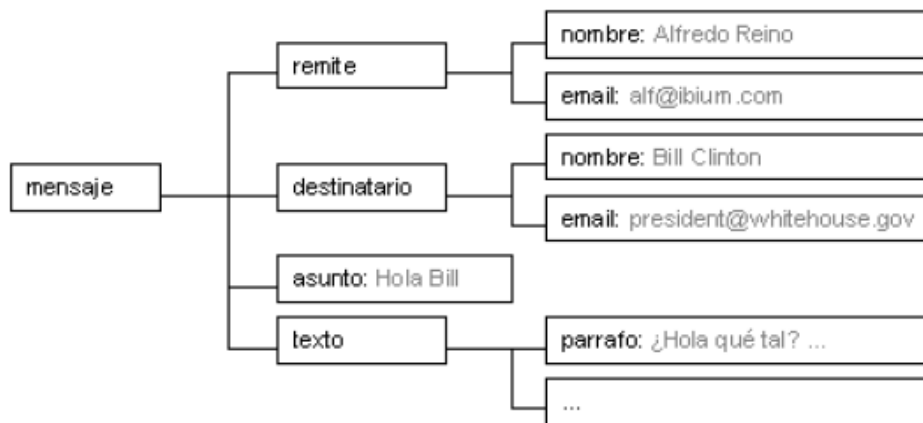 nombre: Alfredo Reino
remite
email: alf@ibium.com
nombre: Bill Clinton
mensaje
destinatario
email: president@whitehouse.gov
asunto: Hola Bill
texto
parrafo: ¿Hola qué tal? ...
...